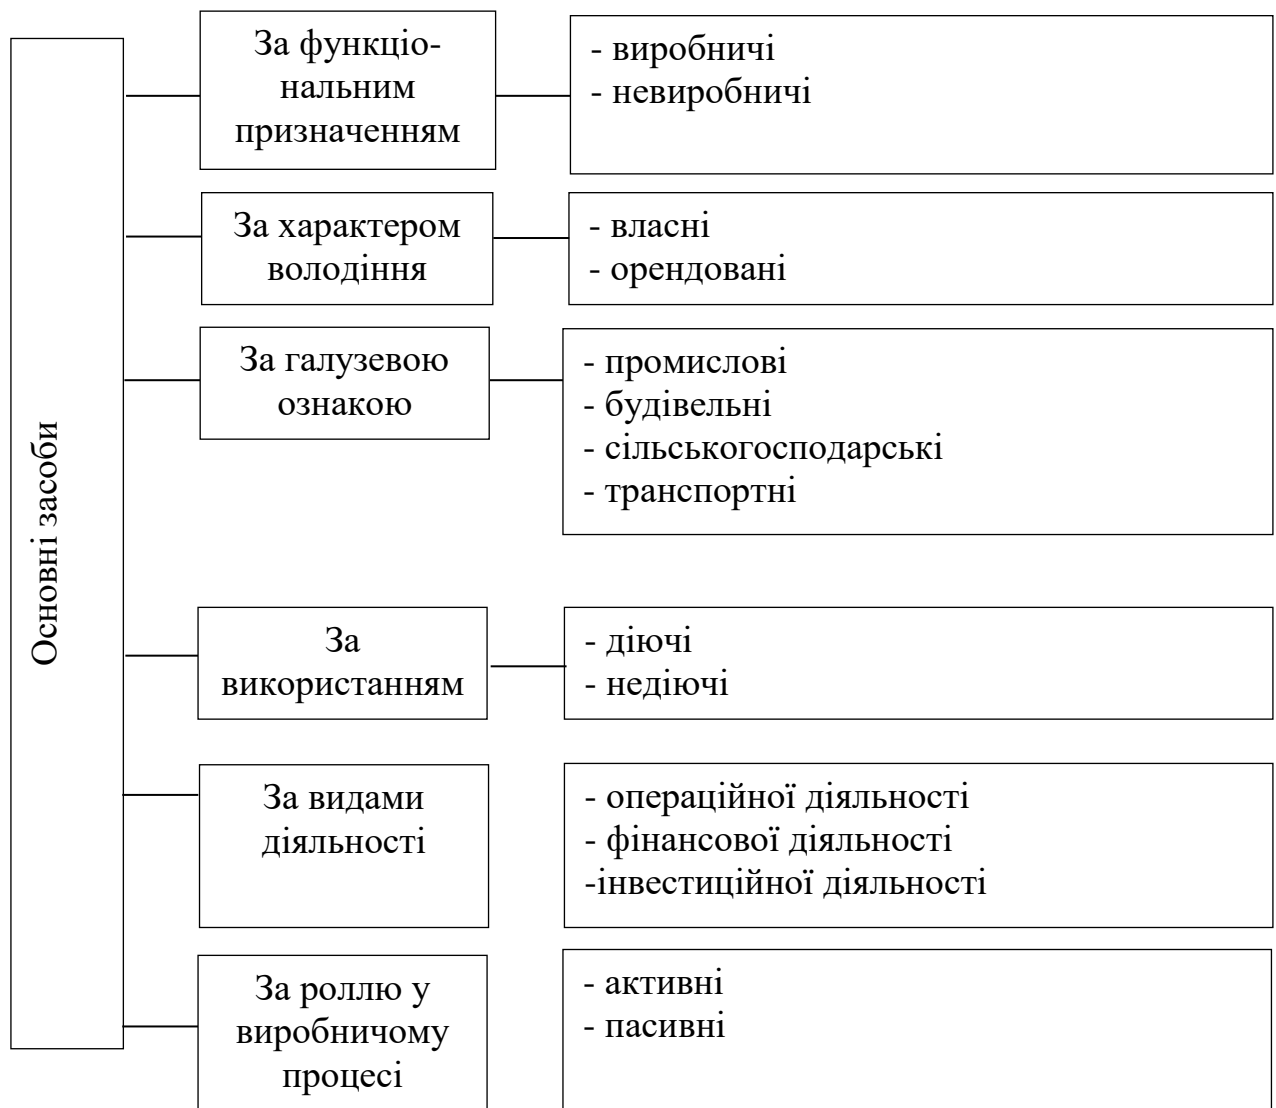 Основні засоби
За функціо-
нальним
призначенням
- виробничі
- невиробничі
За характером
володіння
- власні
- орендовані
За галузевою
ознакою
- промислові
- будівельні
- сільськогосподарські
- транспортні
За
використанням
- діючі
- недіючі
За видами
діяльності
- операційної діяльності
- фінансової діяльності
-інвестиційної діяльності
За роллю у
виробничому
процесі
- активні
- пасивні